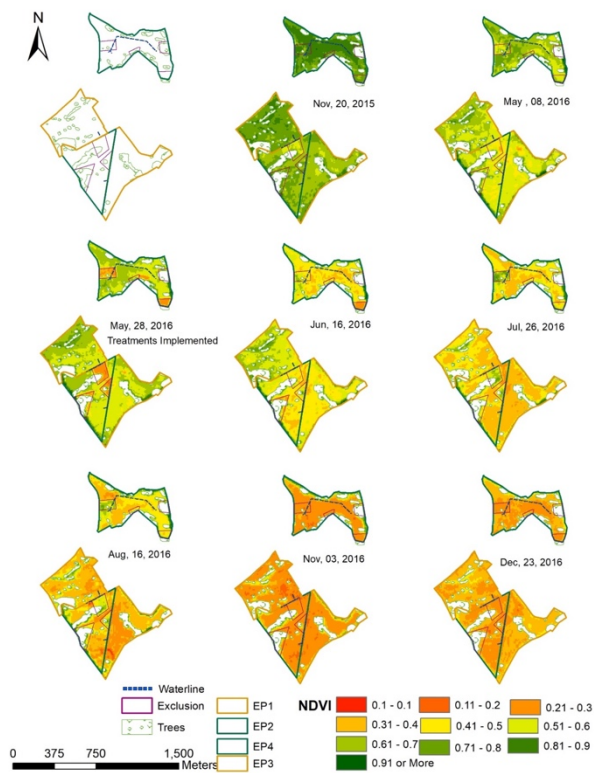 N
Nov, 20, 2015
May , 08, 2016
May, 28, 2016
Treatments Implemented
Jun, 16, 2016
Jul, 26, 2016
Aug, 16, 2016
Nov, 03, 2016
Dec, 23, 2016
Waterline
Exclusion
Trees
EP1
EP2
EP4
EP3
NDVI
0.1 - 0.1
0.11 - 0.2
0.21 - 0.3
0.31 - 0.4
0.41 - 0.5
0.51 - 0.6
0.61 - 0.7
0.71 - 0.8
0.81 - 0.9
0.91 or More
0 375 750 1,500
Meters